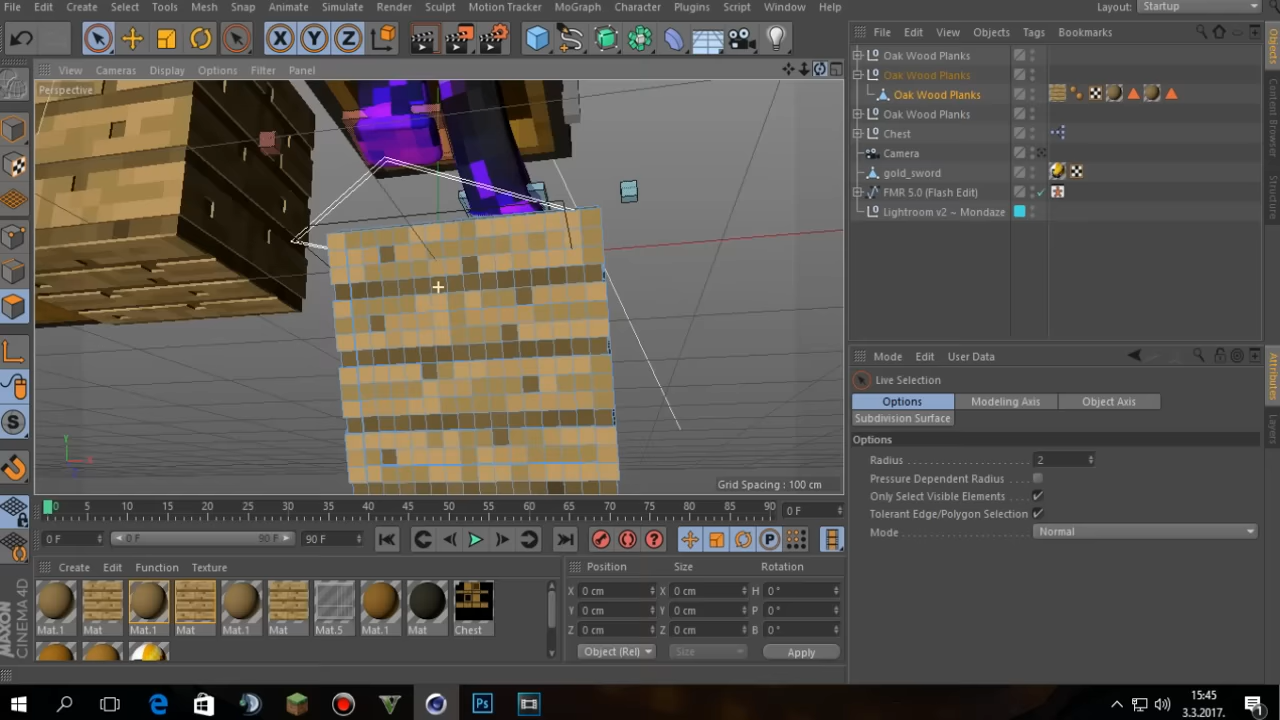 File Edit Create Select Tools Mesh Snap Animate Simulate Render Sculpt Motion Tracker MoGraph Character Plugins Script Window Help Layout: Startup
File Edit View Objects Tags Bookmarks
View Cameras Display Options Filter Panel
Perspective
Oak Wood Planks
Oak Wood Planks
Oak Wood Planks
Oak Wood Planks
Chest
Camera
gold_sword
FMR 5.0 (Flash Edit)
Lightroom v2 ~ Mondaze
Objects
Content Browser
Structure
Mode Edit User Data
Live Selection
Options Modeling Axis Object Axis
Subdivision Surface
Options
Radius 2
Pressure Dependent Radius
Only Select Visible Elements
Tolerant Edge/Polygon Selection
Mode Normal
Attributes
Layers
Grid Spacing : 100 cm
0 5 10 15 20 25 30 35 40 45 50 55 60 65 70 75 80 85 90 0 F
0 F 0 F 90 F 90 F
Create Edit Function Texture
Mat.1 Mat Mat.1 Mat Mat.1 Mat Mat.5 Mat.1 Mat Chest
Position Size Rotation
X 0 cm X 0 cm H 0 °
Y 0 cm Y 0 cm P 0 °
Z 0 cm Z 0 cm B 0 °
Object (Rel) Size Apply
MAXON CINEMA 4D
15:45
3.3.2017.